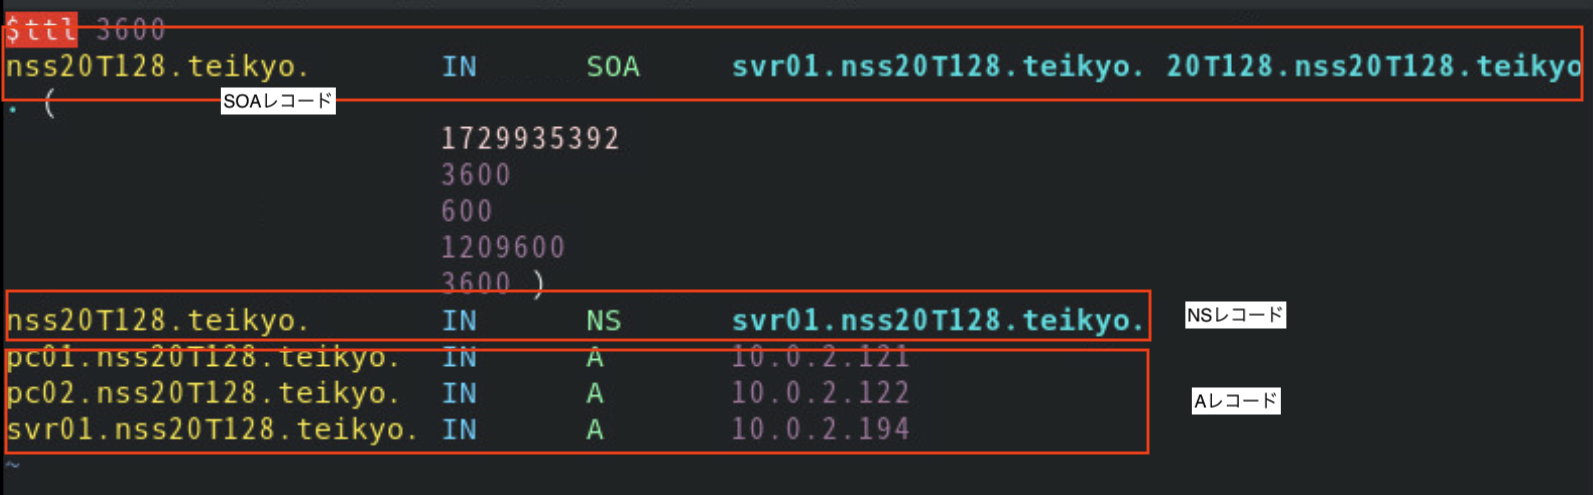 $ttl 3600
nss20T128.teikyo. IN SOA svr01.nss20T128.teikyo. 20T128.nss20T128.teikyo
. (
SOAレコード
1729935392
3600
600
1209600
3600 )
nss20T128.teikyo. IN NS svr01.nss20T128.teikyo.
NSレコード
pc01.nss20T128.teikyo. IN A 10.0.2.121
pc02.nss20T128.teikyo. IN A 10.0.2.122
Aレコード
svr01.nss20T128.teikyo. IN A 10.0.2.194
~